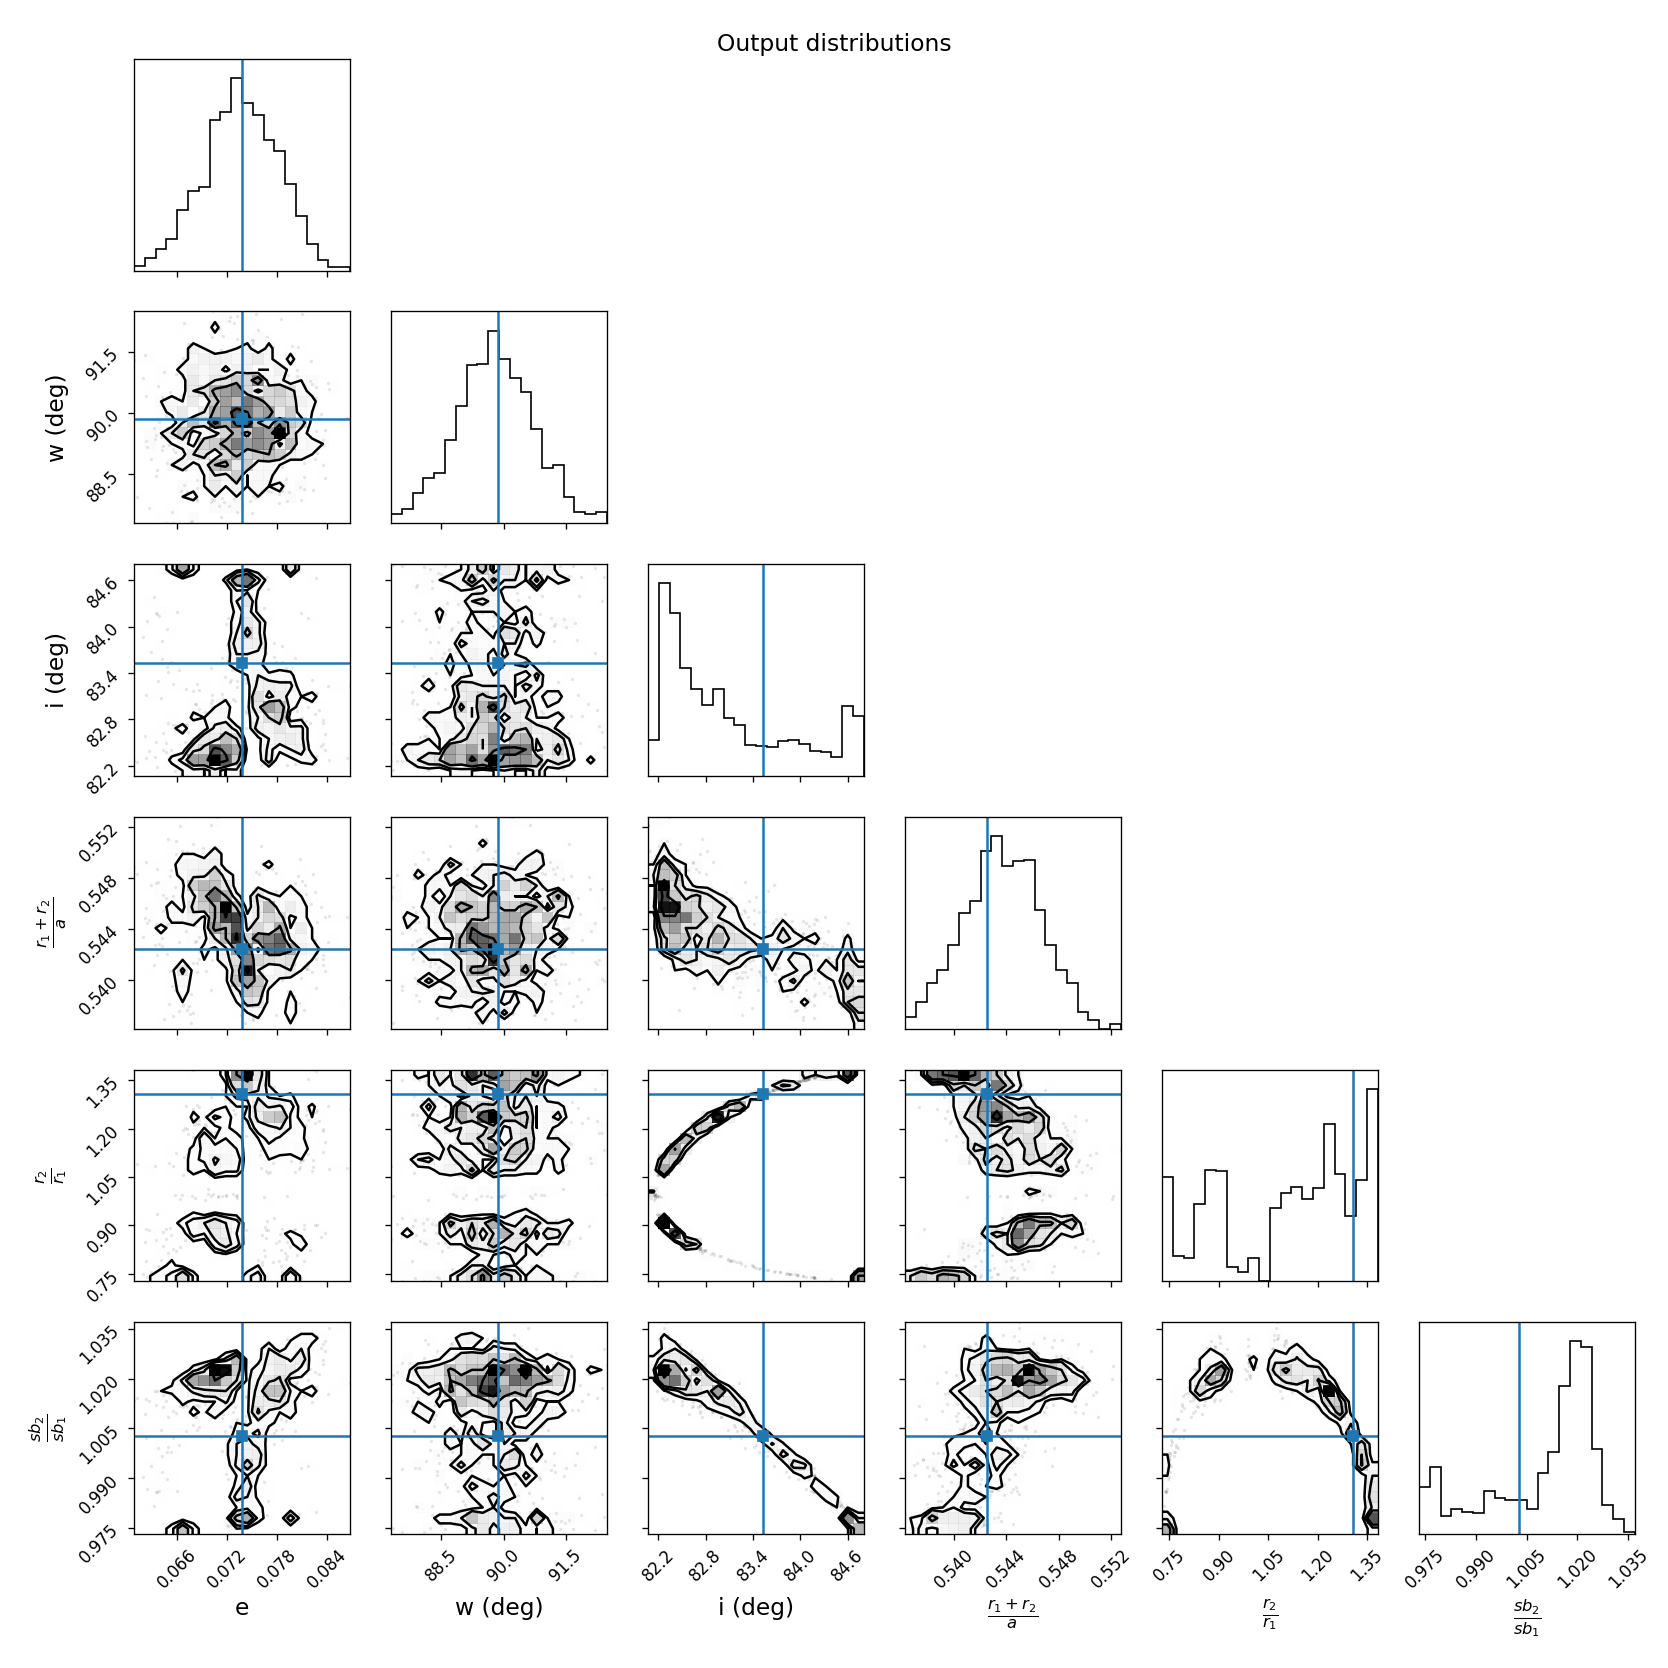 Output distributions
w (deg)
91.5
90.0
88.5
i (deg)
84.6
84.0
83.4
82.8
82.2
r1 + r2
a
0.552
0.548
0.544
0.540
r2
r1
1.35
1.20
1.05
0.90
0.75
sb2
sb1
1.035
1.020
1.005
0.990
0.975
0.066 0.072 0.078 0.084
88.5 90.0 91.5
82.2 82.8 83.4 84.0 84.6
0.540 0.544 0.548 0.552
0.75 0.90 1.05 1.20 1.35
0.975 0.990 1.005 1.020 1.035
e
w (deg)
i (deg)
r1 + r2
a
r2
r1
sb2
sb1